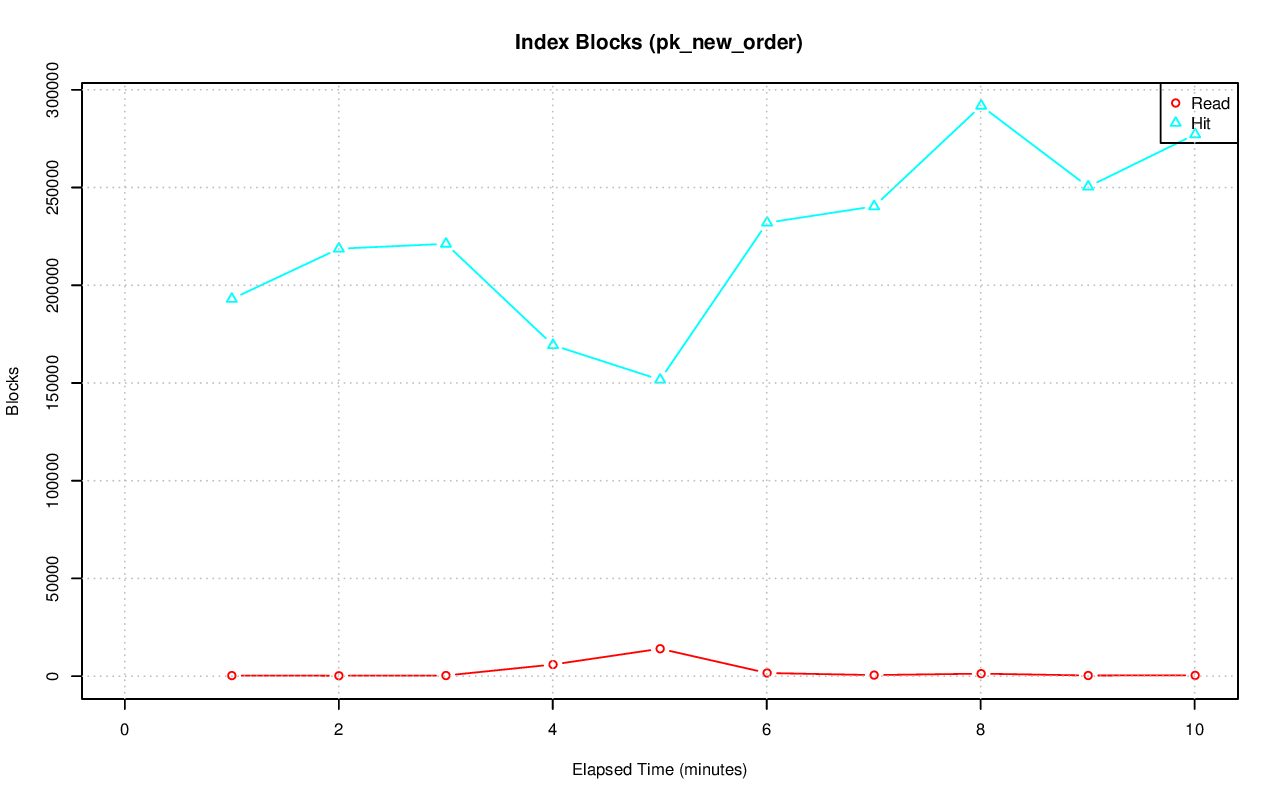 Index Blocks (pk_new_order)
Read
Hit
300000
250000
200000
150000
100000
50000
0
Blocks
0 2 4 6 8 10
Elapsed Time (minutes)